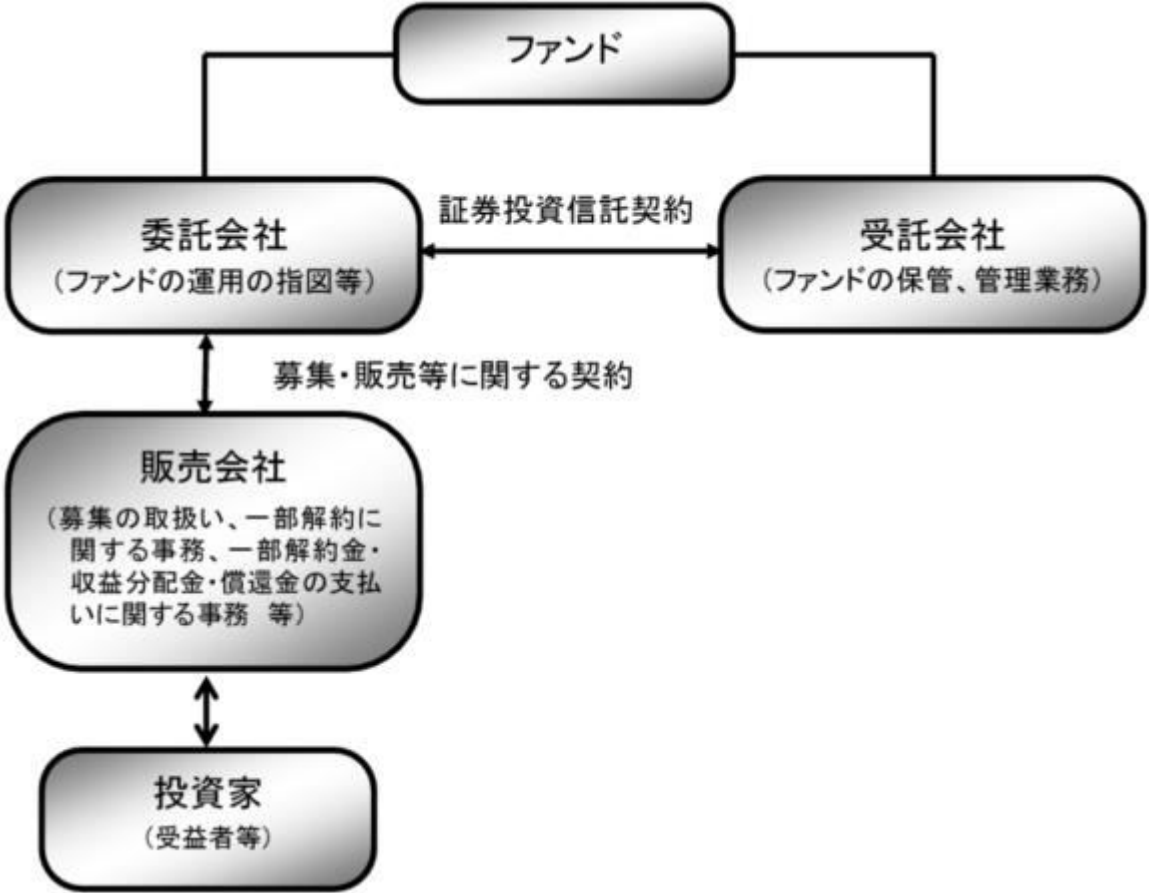 ファンド
委託会社
(ファンドの運用の指図等)
証券投資信託契約
受託会社
(ファンドの保管、管理業務)
募集・販売等に関する契約
販売会社
(募集の取扱い、一部解約に
関する事務、一部解約金・
収益分配金・償還金の支払
いに関する事務 等)
投資家
(受益者等)